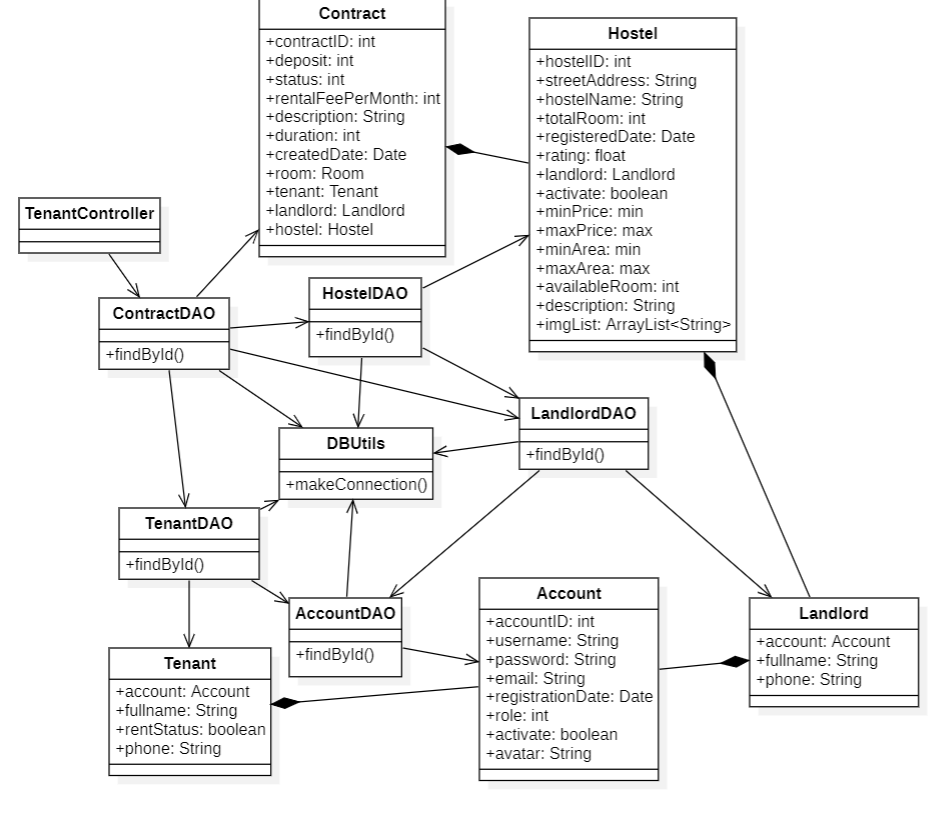 Contract
+contractID: int
+deposit: int
+status: int
+rentalFeePerMonth: int
+description: String
+duration: int
+createdDate: Date
+room: Room
+tenant: Tenant
+landlord: Landlord
+hostel: Hostel
Hostel
+hostelID: int
+streetAddress: String
+hostelName: String
+totalRoom: int
+registeredDate: Date
+rating: float
+landlord: Landlord
+activate: boolean
+minPrice: min
+maxPrice: max
+minArea: min
+maxArea: max
+availableRoom: int
+description: String
+imgList: ArrayList<String>
TenantController
ContractDAO
+findById()
HostelDAO
+findById()
LandlordDAO
+findById()
DBUtils
+makeConnection()
TenantDAO
+findById()
AccountDAO
+findById()
Account
+accountID: int
+username: String
+password: String
+email: String
+registrationDate: Date
+role: int
+activate: boolean
+avatar: String
Landlord
+account: Account
+fullname: String
+phone: String
Tenant
+account: Account
+fullname: String
+rentStatus: boolean
+phone: String